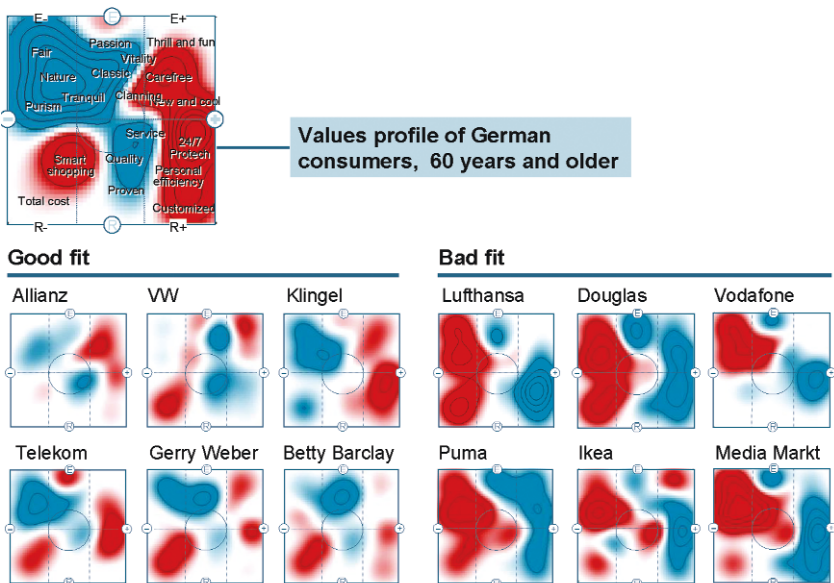 E- E E+
Passion Thrill and fun
Fair Vitality
Nature Classic Carefree
Tranquil Clanning New and cool
Purism
Service
24/7
Protech
Smart
shopping
Quality
Personal
efficiency
Proven
Total cost Customized
R- R R+
Values profile of German
consumers, 60 years and older
Good fit Bad fit
Allianz VW Klingel Lufthansa Douglas Vodafone
Telekom Gerry Weber Betty Barclay Puma Ikea Media Markt